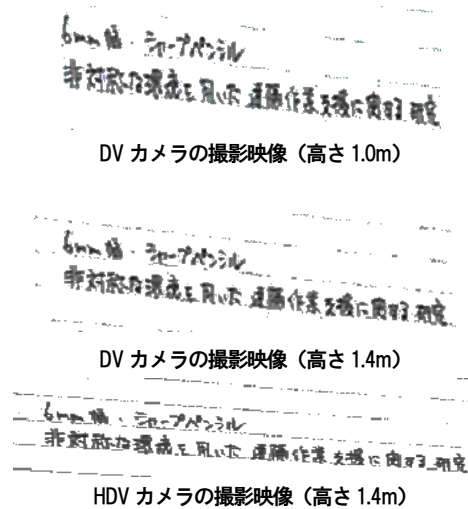 6mm幅・シャープペンシル
非対称な環境を用いた遠隔作業支援に関する研究
DV カメラの撮影映像（高さ 1.0m）
6mm幅・シャープペンシル
非対称な環境を用いた遠隔作業支援に関する研究
DV カメラの撮影映像（高さ 1.4m）
6mm幅・シャープペンシル
非対称な環境を用いた遠隔作業支援に関する研究
HDV カメラの撮影映像（高さ 1.4m）